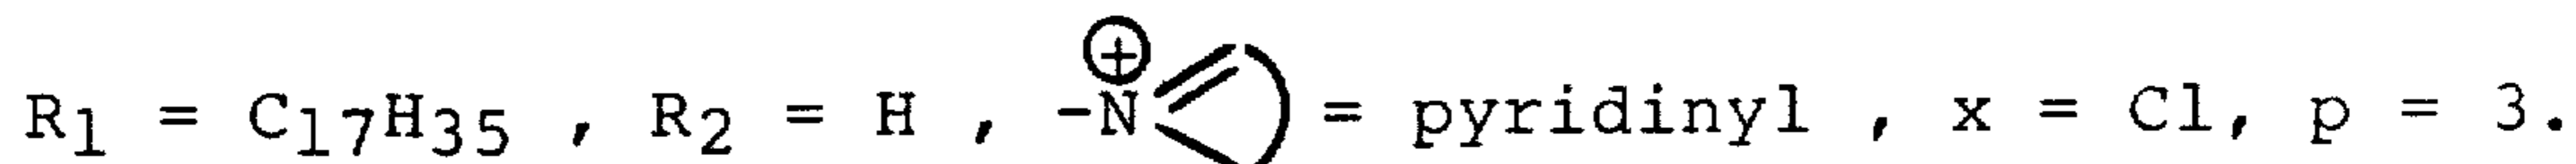 R1 = C17H35 , R2 = H , -N⊕ = pyridinyl , x = Cl, p = 3.